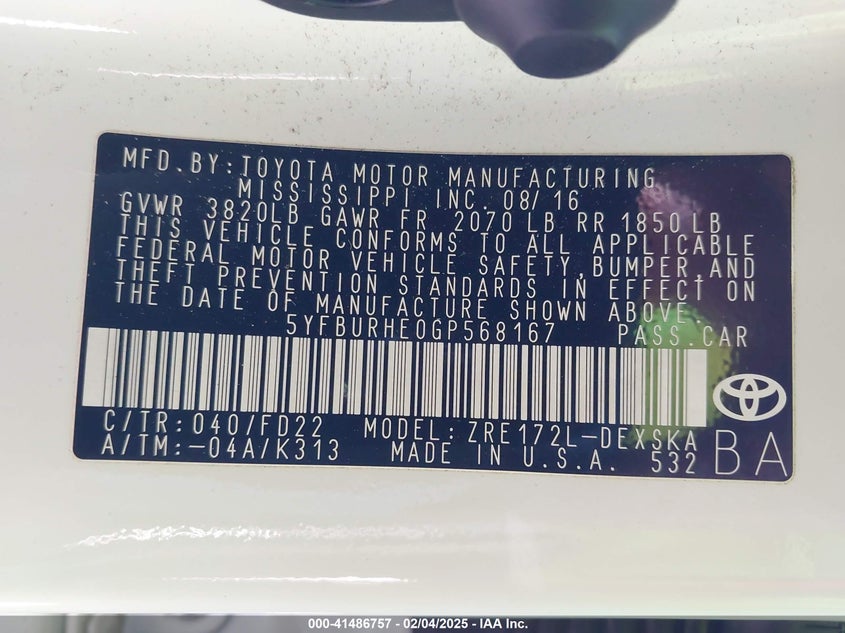 MFD.BY:TOYOTA MOTOR MANUFACTURING
MISSISSIPPI INC. 08/16
GVWR 3820LB GAWR FR 2070 LB RR 1850 LB
THIS VEHICLE CONFORMS TO ALL APPLICABLE
FEDERAL MOTOR VEHICLE SAFETY,BUMPER,AND
THEFT PREVENTION STANDARDS IN EFFECT ON
THE DATE OF MANUFACTURE SHOWN ABOVE.
5YFBURHE0GP568167 PASS.CAR
C/TR:040/FD22 MODEL:ZRE172L-DEXSKA
A/TM:-04A/K313 MADE IN U.S.A. 532
BA
000-41486757 - 02/04/2025 - IAA Inc.